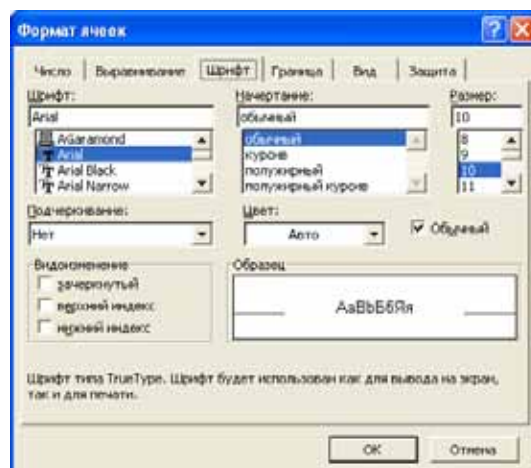 Формат ячеек
Число Выравнивание Шрифт Граница Вид Защита
Шрифт: Начертание: Размер:
Arial обычный 10
AGaramond обычный 8
Arial курсив 9
Arial Black полужирный 10
Arial Narrow полужирный курсив 11
Подчеркивание: Цвет:
Нет Авто Обычный
Видоизменение Образец
зачеркнутый
верхний индекс AaBbБбЯя
нижний индекс
Шрифт типа TrueType. Шрифт будет использован как для вывода на экран,
так и для печати.
ОК Отмена